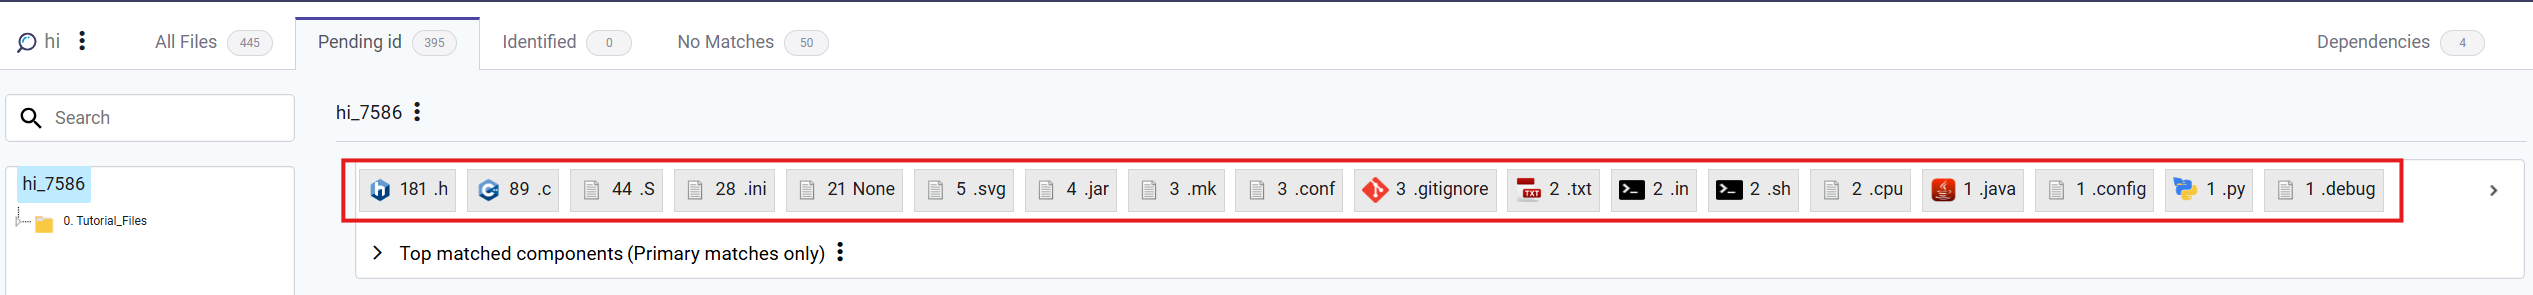 hi All Files 445 Pending id 395 Identified 0 No Matches 50 Dependencies 4
Search
hi_7586
hi_7586
0. Tutorial_Files
181 .h 89 .c 44 .S 28 .ini 21 None 5 .svg 4 .jar 3 .mk 3 .conf 3 .gitignore TXT 2 .txt 2 .in 2 .sh 2 .cpu 1 .java 1 .config 1 .py 1 .debug
Top matched components (Primary matches only)